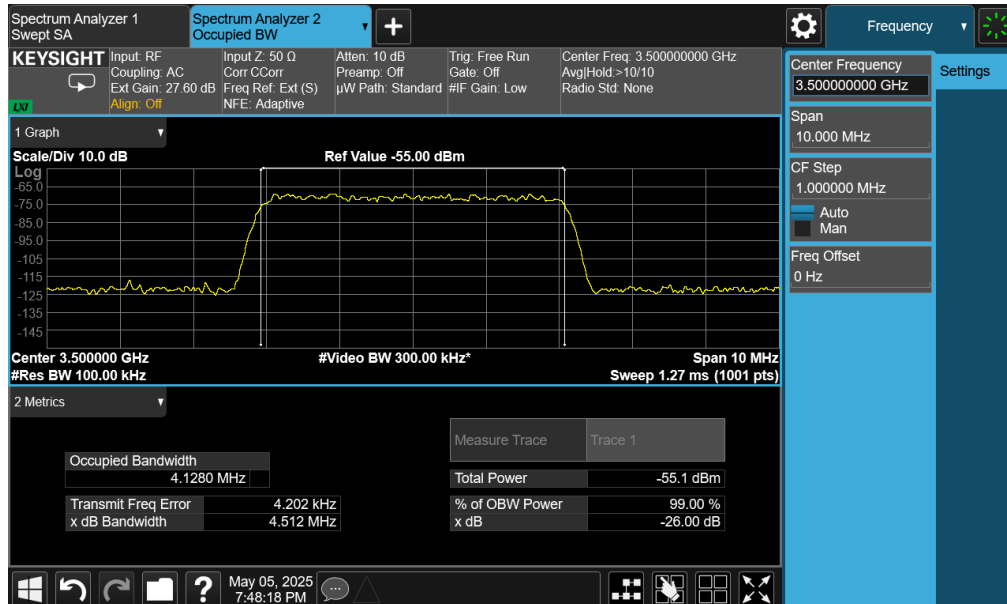 Spectrum Analyzer 1
Swept SA
Spectrum Analyzer 2
Occupied BW
Frequency
KEYSIGHT
LXI
Input: RF
Coupling: AC
Ext Gain: 27.60 dB
Align: Off
Input Z: 50 Ω
Corr CCorr
Freq Ref: Ext (S)
NFE: Adaptive
Atten: 10 dB
Preamp: Off
µW Path: Standard
Trig: Free Run
Gate: Off
#IF Gain: Low
Center Freq: 3.500000000 GHz
Avg|Hold:>10/10
Radio Std: None
Center Frequency
3.500000000 GHz
Settings
Span
10.000 MHz
CF Step
1.000000 MHz
Auto
Man
Freq Offset
0 Hz
1 Graph
Scale/Div 10.0 dB
Ref Value -55.00 dBm
Log
-65.0
-75.0
-85.0
-95.0
-105
-115
-125
-135
-145
Center 3.500000 GHz
#Video BW 300.00 kHz*
Span 10 MHz
#Res BW 100.00 kHz
Sweep 1.27 ms (1001 pts)
2 Metrics
Measure Trace
Trace 1
Occupied Bandwidth
4.1280 MHz
Total Power
-55.1 dBm
Transmit Freq Error
4.202 kHz
% of OBW Power
99.00 %
x dB Bandwidth
4.512 MHz
x dB
-26.00 dB
?
May 05, 2025
7:48:18 PM